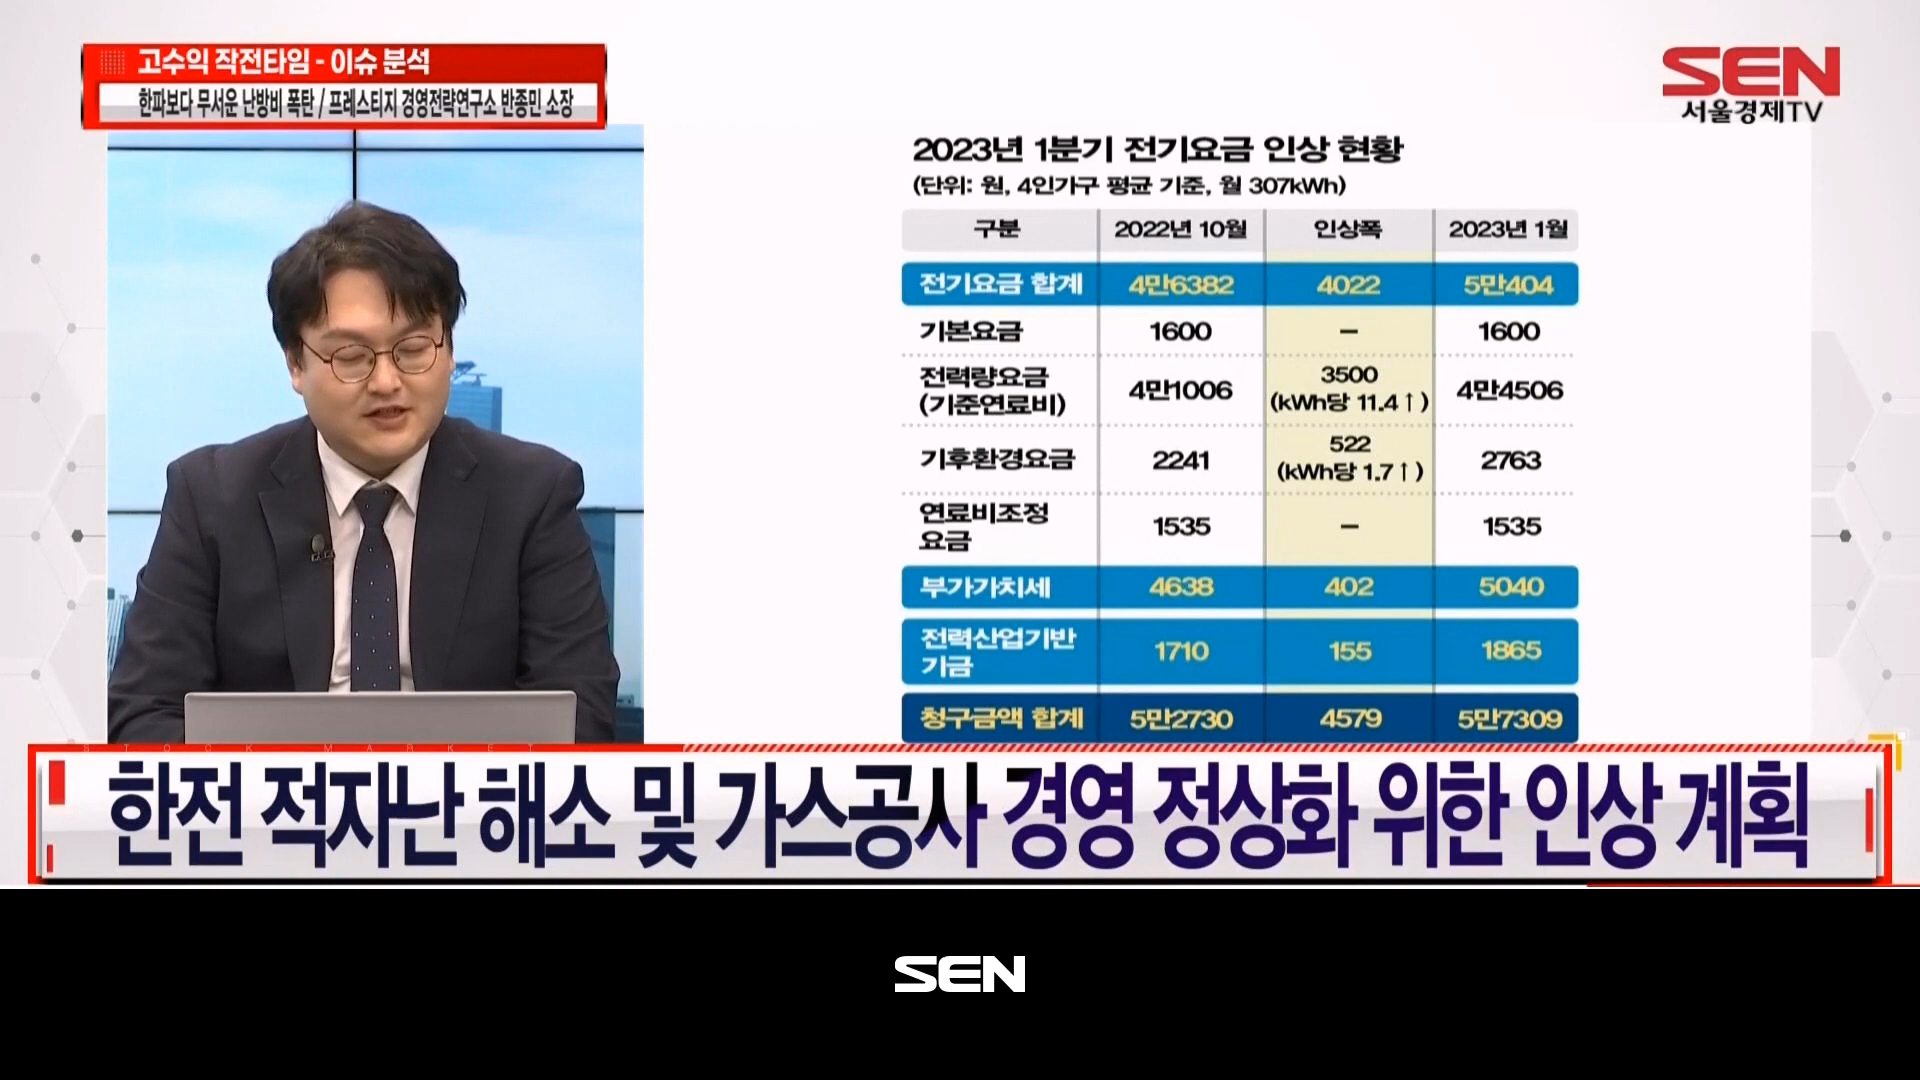 고수익 작전타임 - 이슈 분석
한파보다 무서운 난방비 폭탄 / 프레스티지 경영전략연구소 반종민 소장
SEN
서울경제TV
2023년 1분기 전기요금 인상 현황
(단위: 원, 4인가구 평균 기준, 월 307kWh)
구분 2022년 10월 인상폭 2023년 1월
전기요금 합계 4만6382 4022 5만404
기본요금 1600 – 1600
전력량요금
(기준연료비) 4만1006 3500
(kWh당 11.4↑) 4만4506
기후환경요금 2241 522
(kWh당 1.7↑) 2763
연료비조정
요금 1535 – 1535
부가가치세 4638 402 5040
전력산업기반
기금 1710 155 1865
청구금액 합계 5만2730 4579 5만7309
STOCK MARKET
한전 적자난 해소 및 가스공사 경영 정상화 위한 인상 계획
SEN